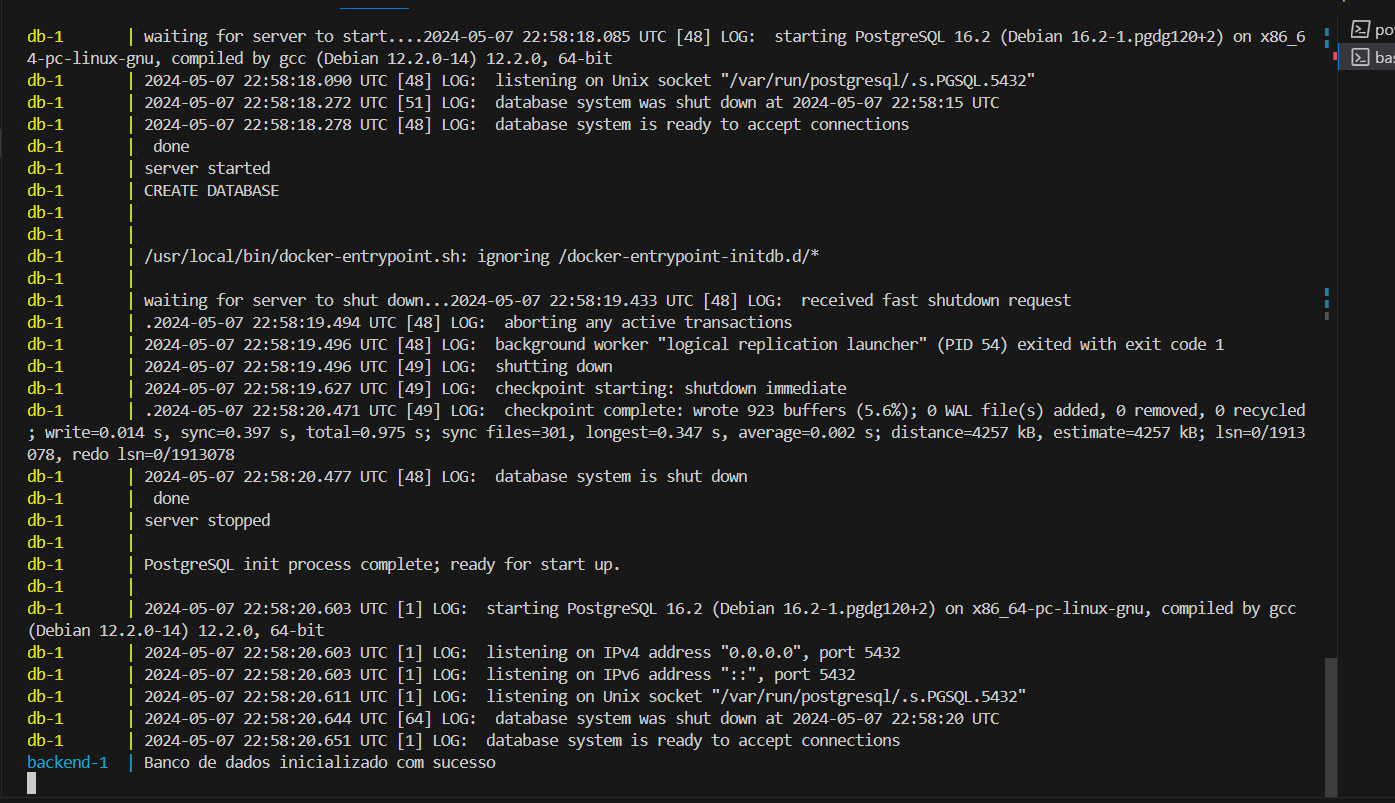 db-1 | waiting for server to start....2024-05-07 22:58:18.085 UTC [48] LOG:  starting PostgreSQL 16.2 (Debian 16.2-1.pgdg120+2) on x86_6
4-pc-linux-gnu, compiled by gcc (Debian 12.2.0-14) 12.2.0, 64-bit
db-1 | 2024-05-07 22:58:18.090 UTC [48] LOG:  listening on Unix socket "/var/run/postgresql/.s.PGSQL.5432"
db-1 | 2024-05-07 22:58:18.272 UTC [51] LOG:  database system was shut down at 2024-05-07 22:58:15 UTC
db-1 | 2024-05-07 22:58:18.278 UTC [48] LOG:  database system is ready to accept connections
db-1 |  done
db-1 | server started
db-1 | CREATE DATABASE
db-1 |
db-1 |
db-1 | /usr/local/bin/docker-entrypoint.sh: ignoring /docker-entrypoint-initdb.d/*
db-1 |
db-1 | waiting for server to shut down...2024-05-07 22:58:19.433 UTC [48] LOG:  received fast shutdown request
db-1 | .2024-05-07 22:58:19.494 UTC [48] LOG:  aborting any active transactions
db-1 | 2024-05-07 22:58:19.496 UTC [48] LOG:  background worker "logical replication launcher" (PID 54) exited with exit code 1
db-1 | 2024-05-07 22:58:19.496 UTC [49] LOG:  shutting down
db-1 | 2024-05-07 22:58:19.627 UTC [49] LOG:  checkpoint starting: shutdown immediate
db-1 | .2024-05-07 22:58:20.471 UTC [49] LOG:  checkpoint complete: wrote 923 buffers (5.6%); 0 WAL file(s) added, 0 removed, 0 recycled
; write=0.014 s, sync=0.397 s, total=0.975 s; sync files=301, longest=0.347 s, average=0.002 s; distance=4257 kB, estimate=4257 kB; lsn=0/1913
078, redo lsn=0/1913078
db-1 | 2024-05-07 22:58:20.477 UTC [48] LOG:  database system is shut down
db-1 |  done
db-1 | server stopped
db-1 |
db-1 | PostgreSQL init process complete; ready for start up.
db-1 |
db-1 | 2024-05-07 22:58:20.603 UTC [1] LOG:  starting PostgreSQL 16.2 (Debian 16.2-1.pgdg120+2) on x86_64-pc-linux-gnu, compiled by gcc
(Debian 12.2.0-14) 12.2.0, 64-bit
db-1 | 2024-05-07 22:58:20.603 UTC [1] LOG:  listening on IPv4 address "0.0.0.0", port 5432
db-1 | 2024-05-07 22:58:20.603 UTC [1] LOG:  listening on IPv6 address "::", port 5432
db-1 | 2024-05-07 22:58:20.611 UTC [1] LOG:  listening on Unix socket "/var/run/postgresql/.s.PGSQL.5432"
db-1 | 2024-05-07 22:58:20.644 UTC [64] LOG:  database system was shut down at 2024-05-07 22:58:20 UTC
db-1 | 2024-05-07 22:58:20.651 UTC [1] LOG:  database system is ready to accept connections
backend-1 | Banco de dados inicializado com sucesso